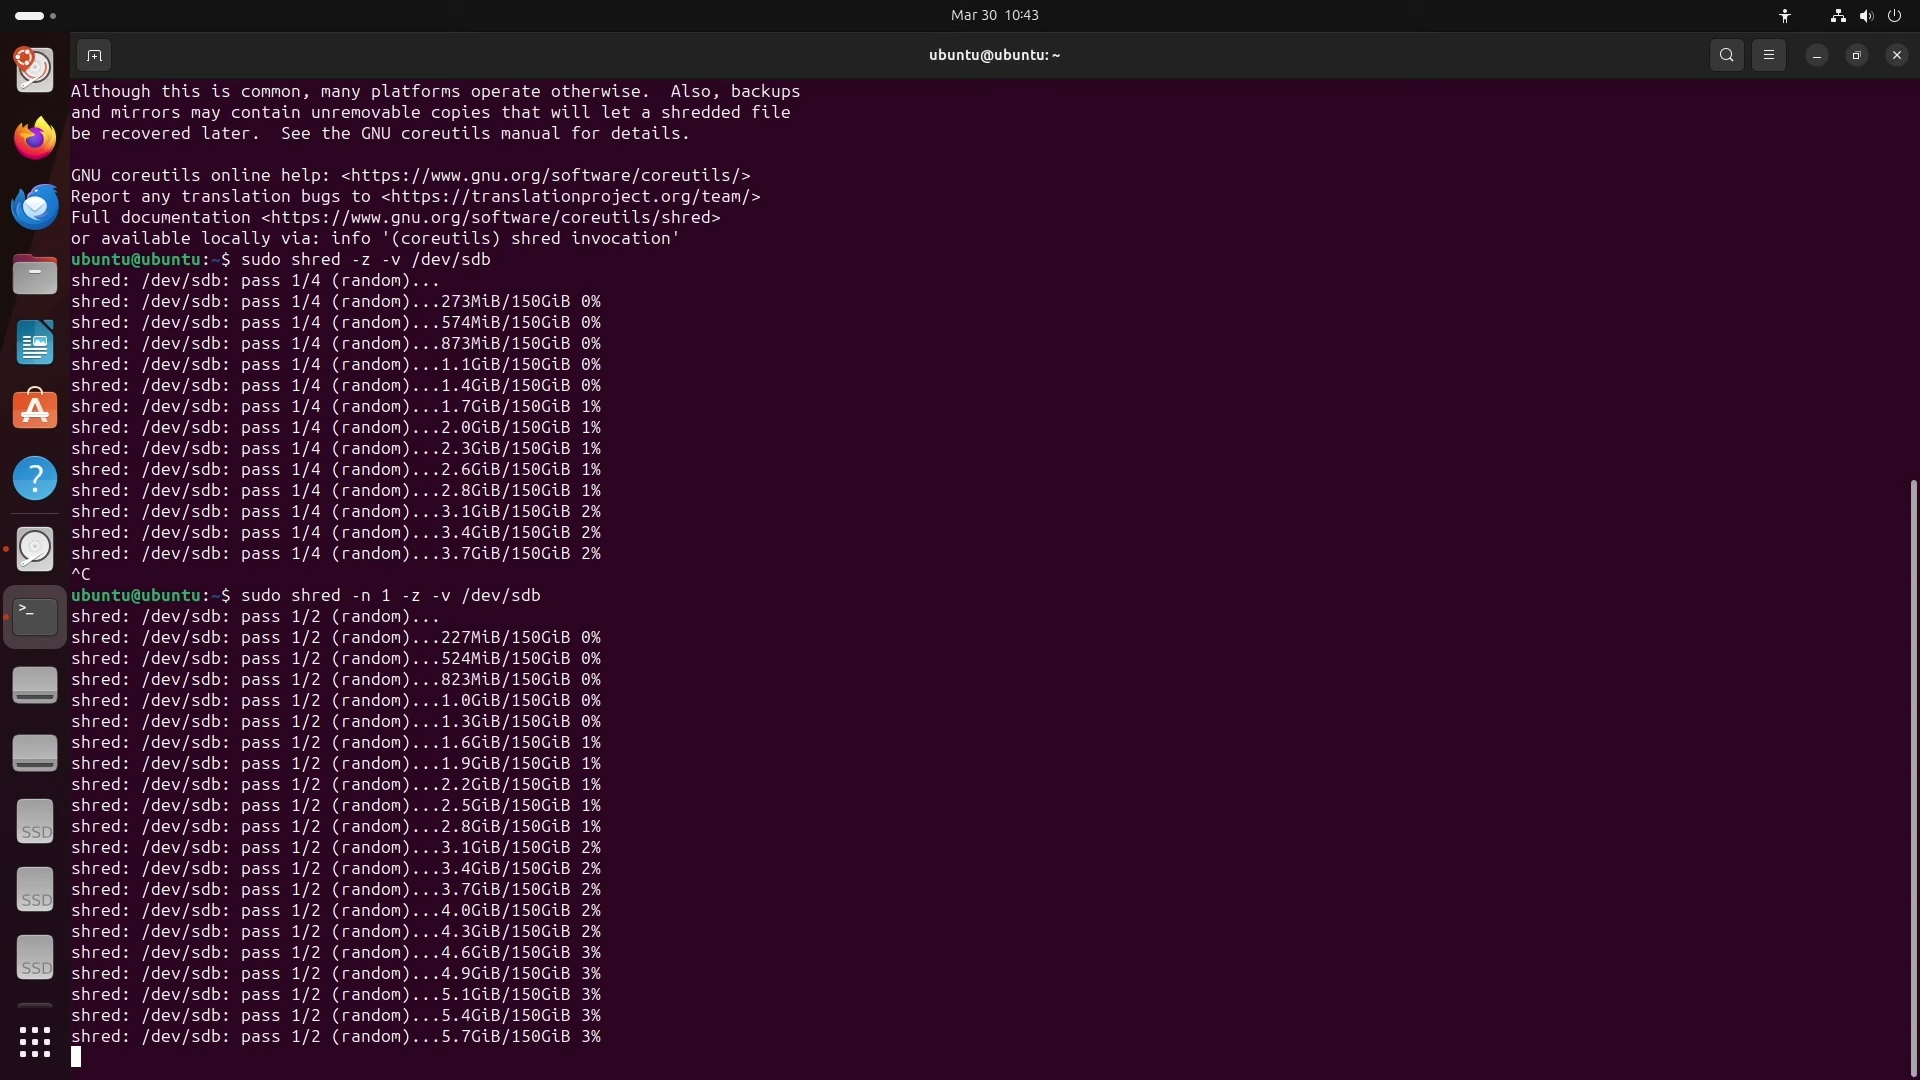 Mar 30 10:43
ubuntu@ubuntu: ~
Although this is common, many platforms operate otherwise.  Also, backups
and mirrors may contain unremovable copies that will let a shredded file
be recovered later.  See the GNU coreutils manual for details.

GNU coreutils online help: <https://www.gnu.org/software/coreutils/>
Report any translation bugs to <https://translationproject.org/team/>
Full documentation <https://www.gnu.org/software/coreutils/shred>
or available locally via: info '(coreutils) shred invocation'
ubuntu@ubuntu:~$ sudo shred -z -v /dev/sdb
shred: /dev/sdb: pass 1/4 (random)...
shred: /dev/sdb: pass 1/4 (random)...273MiB/150GiB 0%
shred: /dev/sdb: pass 1/4 (random)...574MiB/150GiB 0%
shred: /dev/sdb: pass 1/4 (random)...873MiB/150GiB 0%
shred: /dev/sdb: pass 1/4 (random)...1.1GiB/150GiB 0%
shred: /dev/sdb: pass 1/4 (random)...1.4GiB/150GiB 0%
shred: /dev/sdb: pass 1/4 (random)...1.7GiB/150GiB 1%
shred: /dev/sdb: pass 1/4 (random)...2.0GiB/150GiB 1%
shred: /dev/sdb: pass 1/4 (random)...2.3GiB/150GiB 1%
shred: /dev/sdb: pass 1/4 (random)...2.6GiB/150GiB 1%
shred: /dev/sdb: pass 1/4 (random)...2.8GiB/150GiB 1%
shred: /dev/sdb: pass 1/4 (random)...3.1GiB/150GiB 2%
shred: /dev/sdb: pass 1/4 (random)...3.4GiB/150GiB 2%
shred: /dev/sdb: pass 1/4 (random)...3.7GiB/150GiB 2%
^C
ubuntu@ubuntu:~$ sudo shred -n 1 -z -v /dev/sdb
shred: /dev/sdb: pass 1/2 (random)...
shred: /dev/sdb: pass 1/2 (random)...227MiB/150GiB 0%
shred: /dev/sdb: pass 1/2 (random)...524MiB/150GiB 0%
shred: /dev/sdb: pass 1/2 (random)...823MiB/150GiB 0%
shred: /dev/sdb: pass 1/2 (random)...1.0GiB/150GiB 0%
shred: /dev/sdb: pass 1/2 (random)...1.3GiB/150GiB 0%
shred: /dev/sdb: pass 1/2 (random)...1.6GiB/150GiB 1%
shred: /dev/sdb: pass 1/2 (random)...1.9GiB/150GiB 1%
shred: /dev/sdb: pass 1/2 (random)...2.2GiB/150GiB 1%
shred: /dev/sdb: pass 1/2 (random)...2.5GiB/150GiB 1%
shred: /dev/sdb: pass 1/2 (random)...2.8GiB/150GiB 1%
shred: /dev/sdb: pass 1/2 (random)...3.1GiB/150GiB 2%
shred: /dev/sdb: pass 1/2 (random)...3.4GiB/150GiB 2%
shred: /dev/sdb: pass 1/2 (random)...3.7GiB/150GiB 2%
shred: /dev/sdb: pass 1/2 (random)...4.0GiB/150GiB 2%
shred: /dev/sdb: pass 1/2 (random)...4.3GiB/150GiB 2%
shred: /dev/sdb: pass 1/2 (random)...4.6GiB/150GiB 3%
shred: /dev/sdb: pass 1/2 (random)...4.9GiB/150GiB 3%
shred: /dev/sdb: pass 1/2 (random)...5.1GiB/150GiB 3%
shred: /dev/sdb: pass 1/2 (random)...5.4GiB/150GiB 3%
shred: /dev/sdb: pass 1/2 (random)...5.7GiB/150GiB 3%
SSD
SSD
SSD